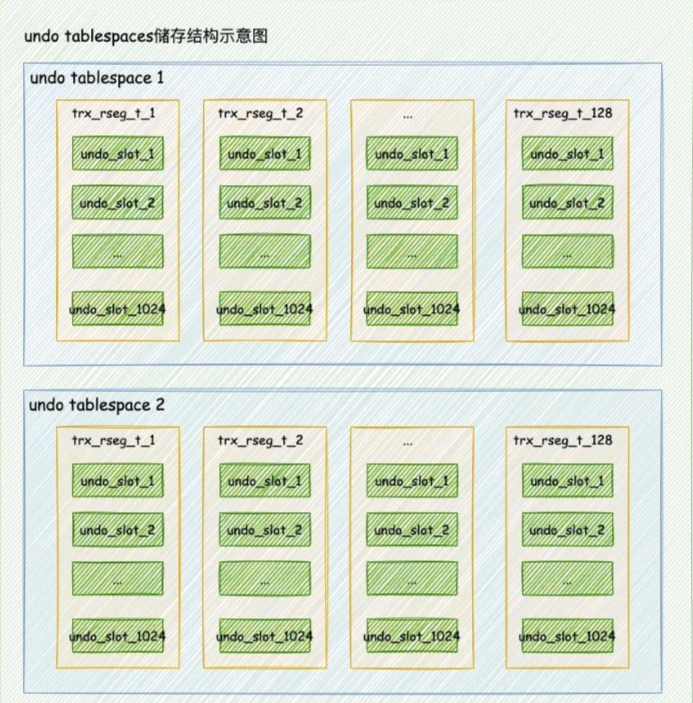 undo tablespaces储存结构示意图
undo tablespace 1
trx_rseg_t_1 trx_rseg_t_2 ... trx_rseg_t_128
undo_slot_1 undo_slot_1 undo_slot_1 undo_slot_1
undo_slot_2 undo_slot_2 undo_slot_2 undo_slot_2
... ... ... ...
undo_slot_1024 undo_slot_1024 undo_slot_1024 undo_slot_1024
undo tablespace 2
trx_rseg_t_1 trx_rseg_t_2 ... trx_rseg_t_128
undo_slot_1 undo_slot_1 undo_slot_1 undo_slot_1
undo_slot_2 undo_slot_2 undo_slot_2 undo_slot_2
... ... ... ...
undo_slot_1024 undo_slot_1024 undo_slot_1024 undo_slot_1024